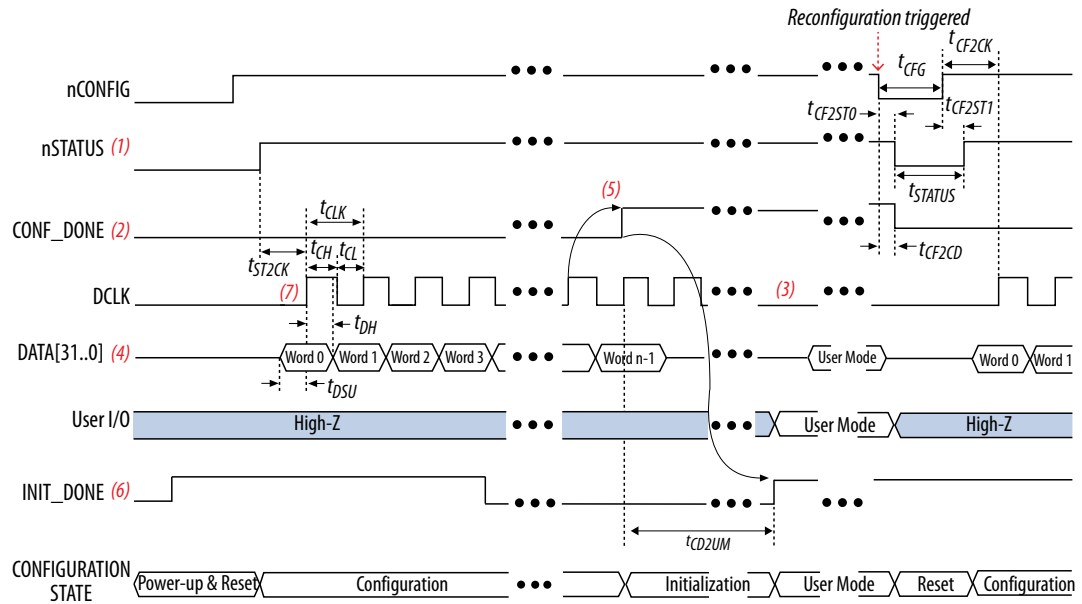 Reconfiguration triggered
tCFG
tCF2CK
nCONFIG
tCF2ST0
tCF2ST1
nSTATUS (1)
tSTATUS
(5)
tCLK
CONF_DONE (2)
tCH
tCL
tST2CK
tCF2CD
DCLK
(7)
(3)
tDH
DATA[31..0] (4)
Word 0
Word 1
Word 2
Word 3
Word n-1
User Mode
Word 0
Word 1
tDSU
User I/O
High-Z
User Mode
High-Z
INIT_DONE (6)
tCD2UM
CONFIGURATION
STATE
Power-up & Reset
Configuration
Initialization
User Mode
Reset
Configuration